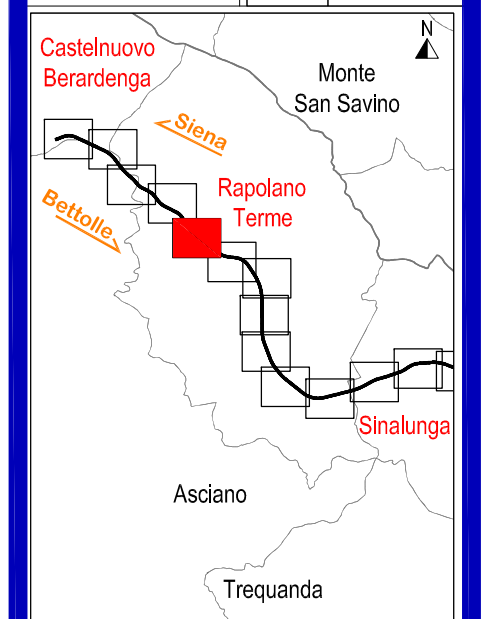 N
Castelnuovo
Berardenga
Monte
San Savino
Siena
Rapolano
Terme
Bettolle
Sinalunga
Asciano
Trequanda